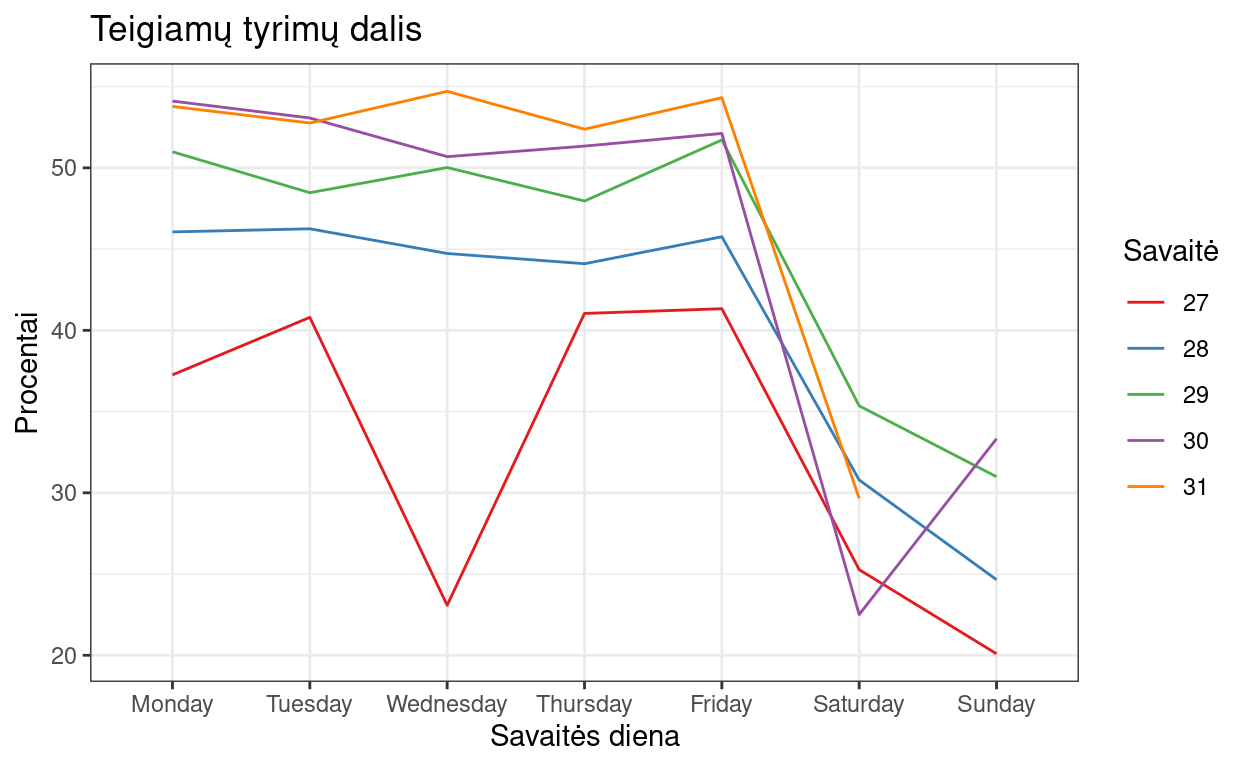 Teigiamų tyrimų dalis
Procentai
50
40
30
20
Monday Tuesday Wednesday Thursday Friday Saturday Sunday
Savaitės diena
Savaitė
27
28
29
30
31